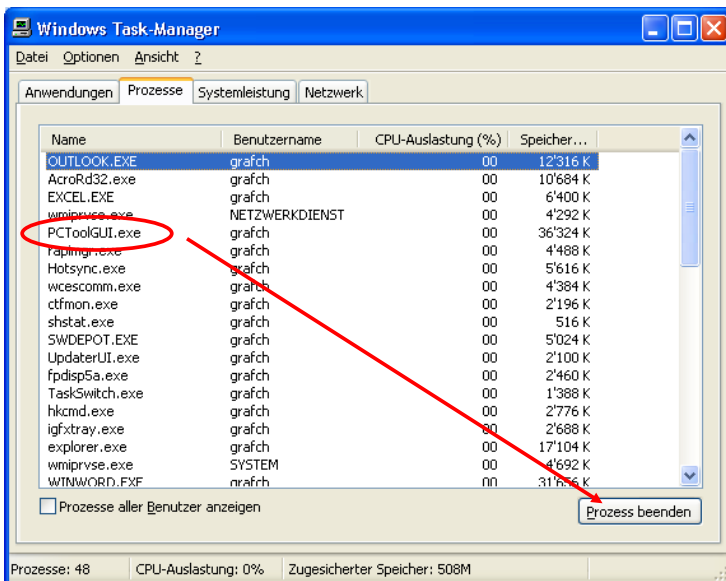 Windows Task-Manager
Datei Optionen Ansicht ?
Anwendungen Prozesse Systemleistung Netzwerk
Name Benutzername CPU-Auslastung (%) Speicher...
OUTLOOK.EXE grafch 00 12'316 K
AcroRd32.exe grafch 00 10'684 K
EXCEL.EXE grafch 00 6'400 K
wmiprvse.exe NETZWERKDIENST 00 4'292 K
PCToolGUI.exe grafch 00 36'324 K
rapimgr.exe grafch 00 4'488 K
Hotsync.exe grafch 00 5'616 K
wcescomm.exe grafch 00 4'384 K
ctfmon.exe grafch 00 2'196 K
shstat.exe grafch 00 516 K
SWDEPOT.EXE grafch 00 5'024 K
UpdaterUI.exe grafch 00 2'100 K
fpdisp5a.exe grafch 00 2'460 K
TaskSwitch.exe grafch 00 1'388 K
hkcmd.exe grafch 00 2'776 K
igfxtray.exe grafch 00 2'688 K
explorer.exe grafch 00 17'104 K
wmiprvse.exe SYSTEM 00 4'692 K
WINWORD.EXE grafch 00 31'656 K
Prozesse aller Benutzer anzeigen
Prozess beenden
Prozesse: 48 CPU-Auslastung: 0% Zugesicherter Speicher: 508M